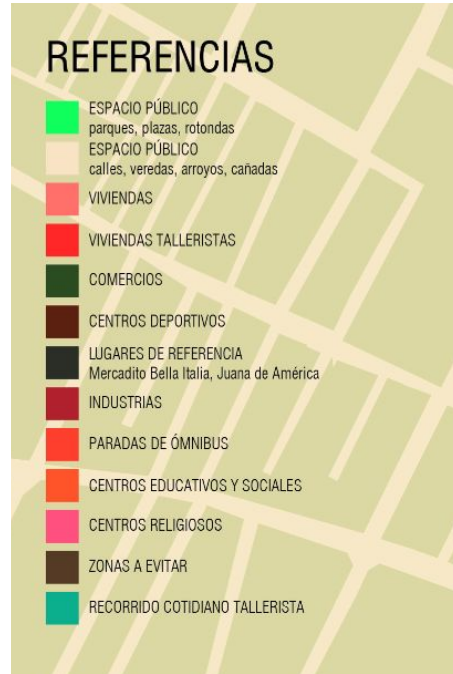 REFERENCIAS
ESPACIO PÚBLICO
parques, plazas, rotondas
ESPACIO PÚBLICO
calles, veredas, arroyos, cañadas
VIVIENDAS
VIVIENDAS TALLERISTAS
COMERCIOS
CENTROS DEPORTIVOS
LUGARES DE REFERENCIA
Mercadito Bella Italia, Juana de América
INDUSTRIAS
PARADAS DE ÓMNIBUS
CENTROS EDUCATIVOS Y SOCIALES
CENTROS RELIGIOSOS
ZONAS A EVITAR
RECORRIDO COTIDIANO TALLERISTA